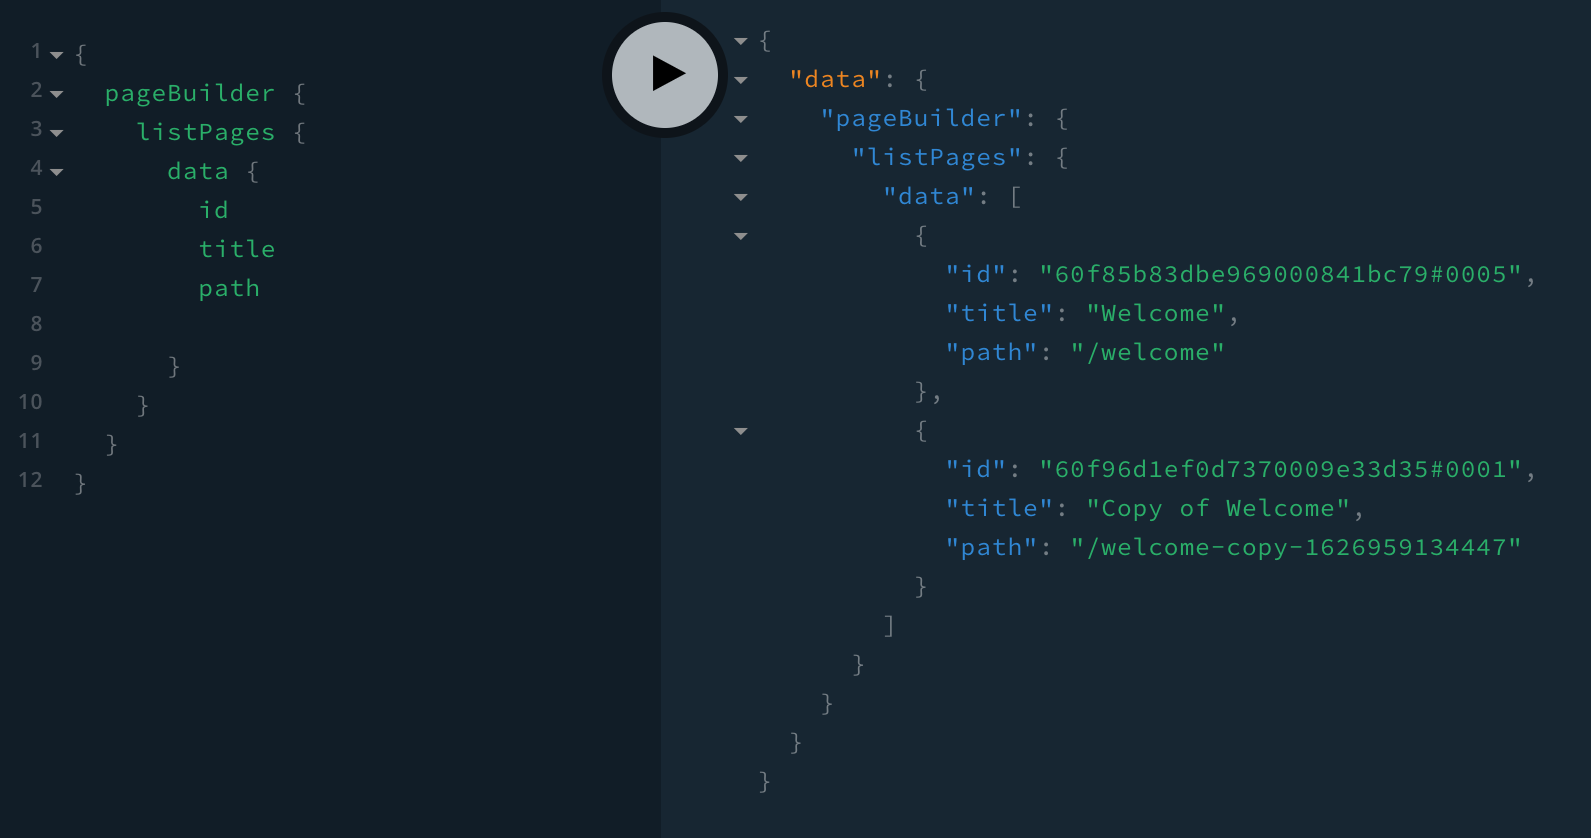 1 {
2   pageBuilder {
3     listPages {
4       data {
5         id
6         title
7         path
8
9       }
10     }
11   }
12 }
{
  "data": {
    "pageBuilder": {
      "listPages": {
        "data": [
          {
            "id": "60f85b83dbe969000841bc79#0005",
            "title": "Welcome",
            "path": "/welcome"
          },
          {
            "id": "60f96d1ef0d7370009e33d35#0001",
            "title": "Copy of Welcome",
            "path": "/welcome-copy-1626959134447"
          }
        ]
      }
    }
  }
}